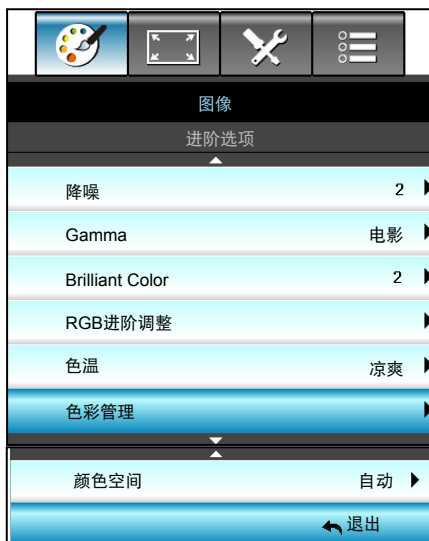 图像
进阶选项
降噪 2
Gamma 电影
Brilliant Color 2
RGB进阶调整
色温 凉爽
色彩管理
颜色空间 自动
退出